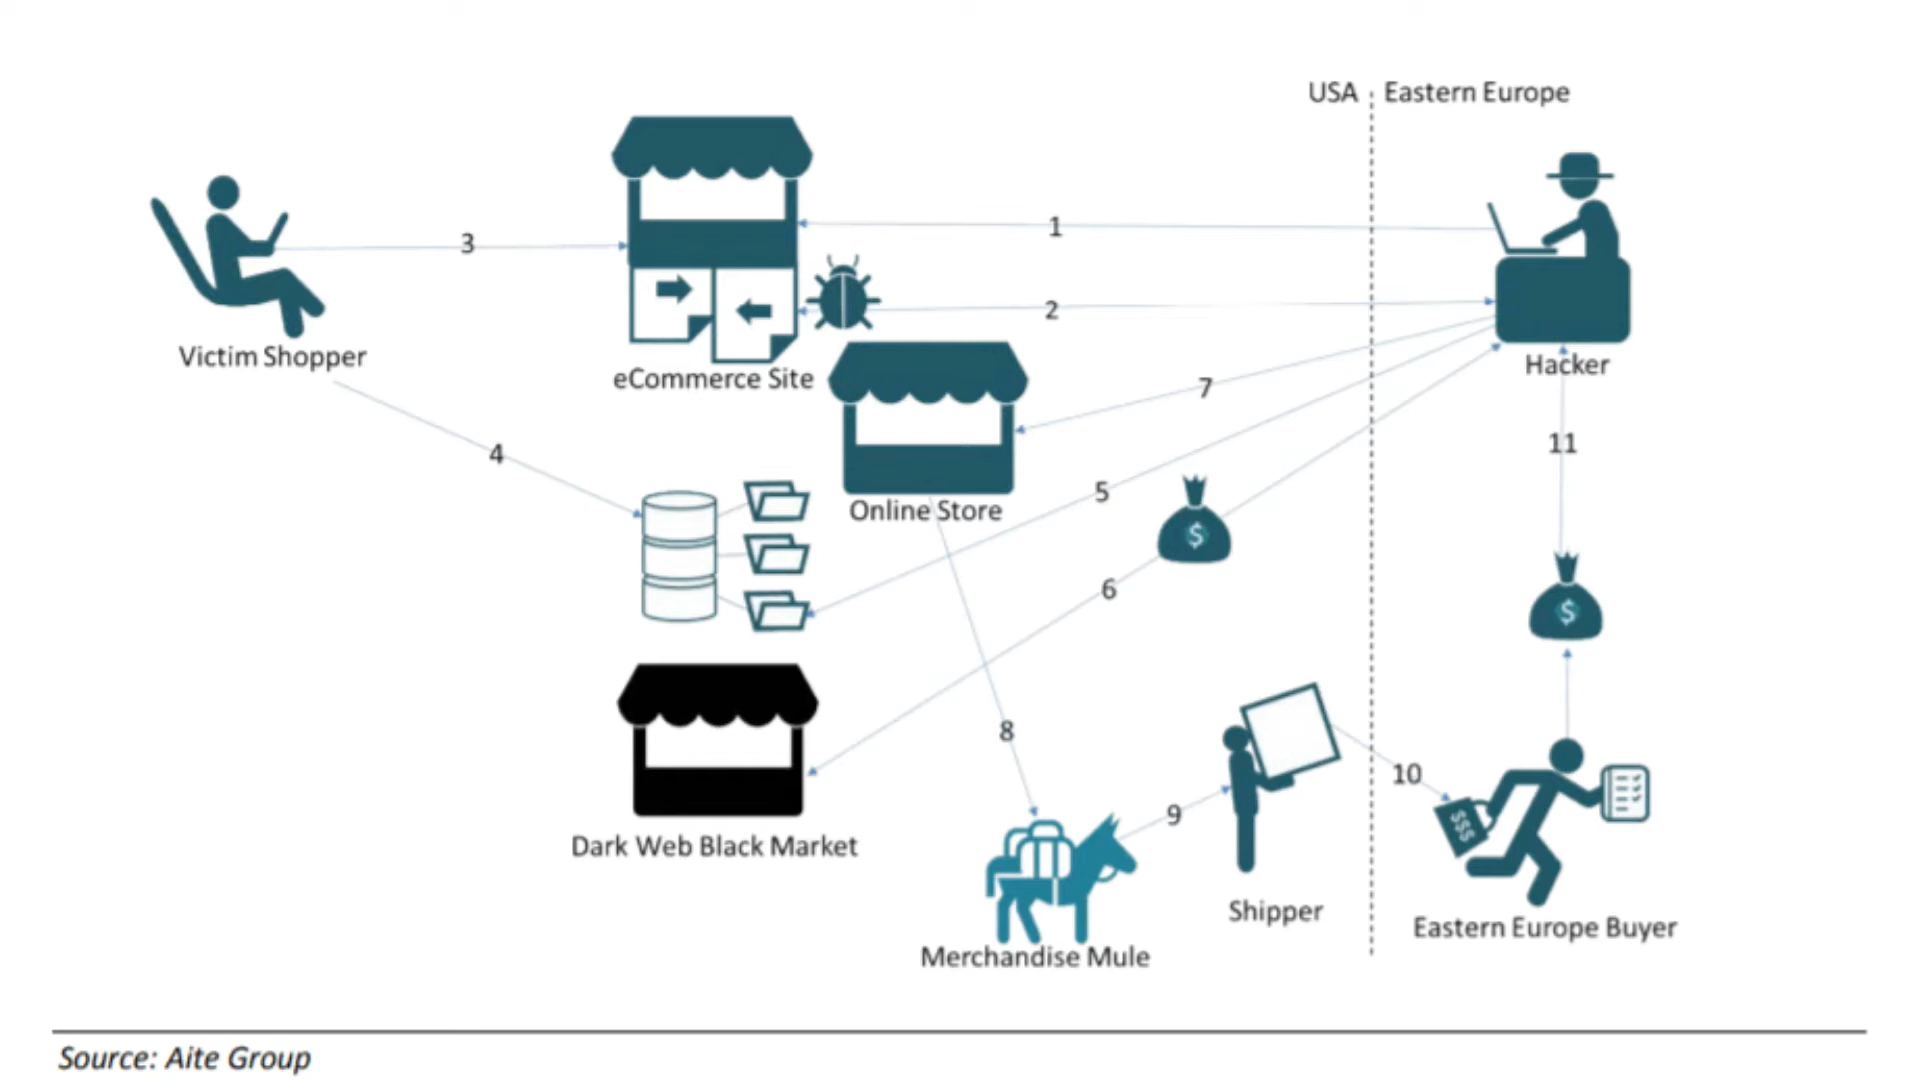 USA
Eastern Europe
1
3
2
Victim Shopper
eCommerce Site
Hacker
7
11
4
5
Online Store
$
6
$
8
10
9
$$$
Dark Web Black Market
Shipper
Eastern Europe Buyer
Merchandise Mule
Source: Aite Group